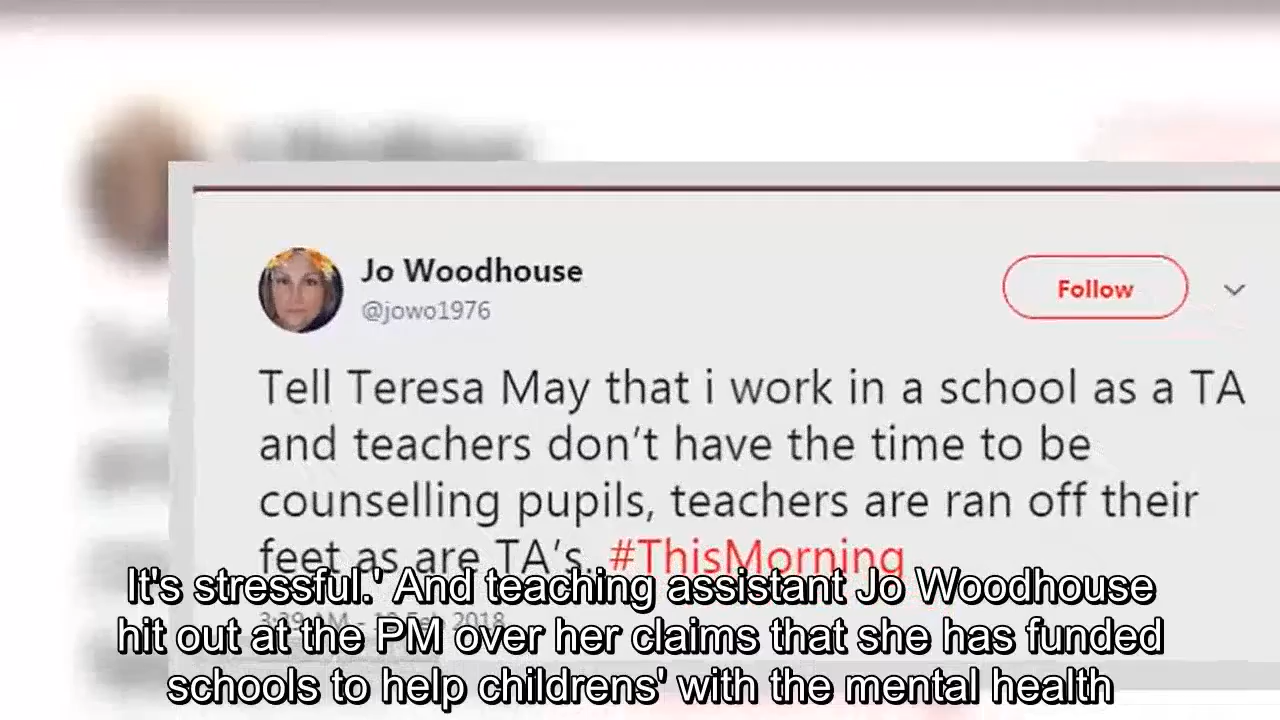 Jo Woodhouse
@jowo1976
Follow
Tell Teresa May that i work in a school as a TA
and teachers don’t have the time to be
counselling pupils, teachers are ran off their
feet as are TA’s. #ThisMorning
2018
It's stressful.' And teaching assistant Jo Woodhouse
hit out at the PM over her claims that she has funded
schools to help childrens' with the mental health